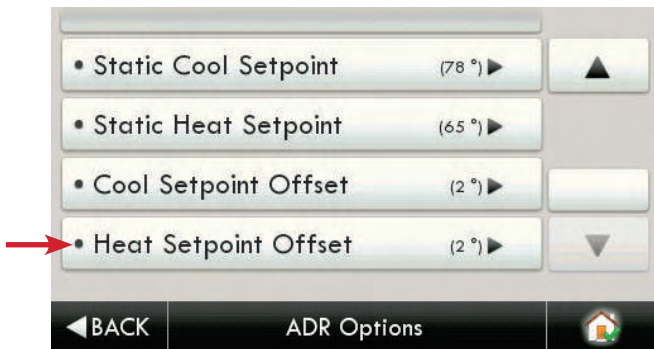 • Static Cool Setpoint (78 °) ▶
• Static Heat Setpoint (65 °) ▶
• Cool Setpoint Offset (2 °) ▶
• Heat Setpoint Offset (2 °) ▶
◀BACK ADR Options